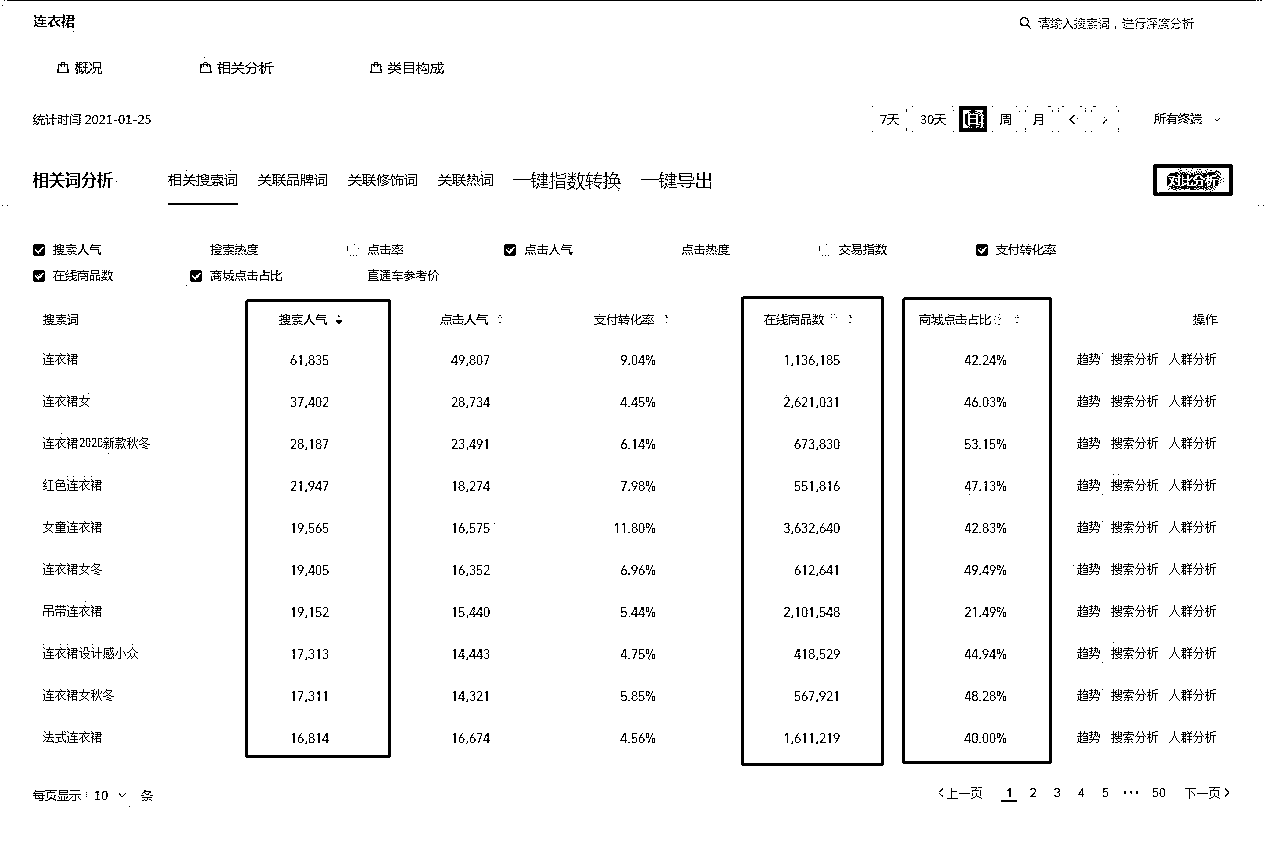 连衣裙 请输入搜索词，进行深度分析
概况 相关分析 类目构成
统计时间 2021-01-25 7天 30天 日 周 月 < > 所有终端
相关词分析 相关搜索词 关联品牌词 关联修饰词 关联热词 一键指数转换 一键导出 对比分析
搜索人气 搜索热度 点击率 点击人气 点击热度 交易指数 支付转化率
在线商品数 商城点击占比 直通车参考价
搜索词 搜索人气 点击人气 支付转化率 在线商品数 商城点击占比 操作
连衣裙 61,835 49,807 9.04% 1,136,185 42.24% 趋势 搜索分析 人群分析
连衣裙女 37,402 28,734 4.45% 2,621,031 46.03% 趋势 搜索分析 人群分析
连衣裙2020新款秋冬 28,187 23,491 6.14% 673,830 53.15% 趋势 搜索分析 人群分析
红色连衣裙 21,947 18,274 7.98% 551,816 47.13% 趋势 搜索分析 人群分析
女童连衣裙 19,565 16,575 11.80% 3,632,640 42.83% 趋势 搜索分析 人群分析
连衣裙女冬 19,405 16,352 6.96% 612,641 49.49% 趋势 搜索分析 人群分析
吊带连衣裙 19,152 15,440 5.44% 2,101,548 21.49% 趋势 搜索分析 人群分析
连衣裙设计感小众 17,313 14,443 4.75% 418,529 44.94% 趋势 搜索分析 人群分析
连衣裙女秋冬 17,311 14,321 5.85% 567,921 48.28% 趋势 搜索分析 人群分析
法式连衣裙 16,814 16,674 4.56% 1,611,219 40.00% 趋势 搜索分析 人群分析
每页显示: 10 条 <上一页 1 2 3 4 5 ··· 50 下一页>